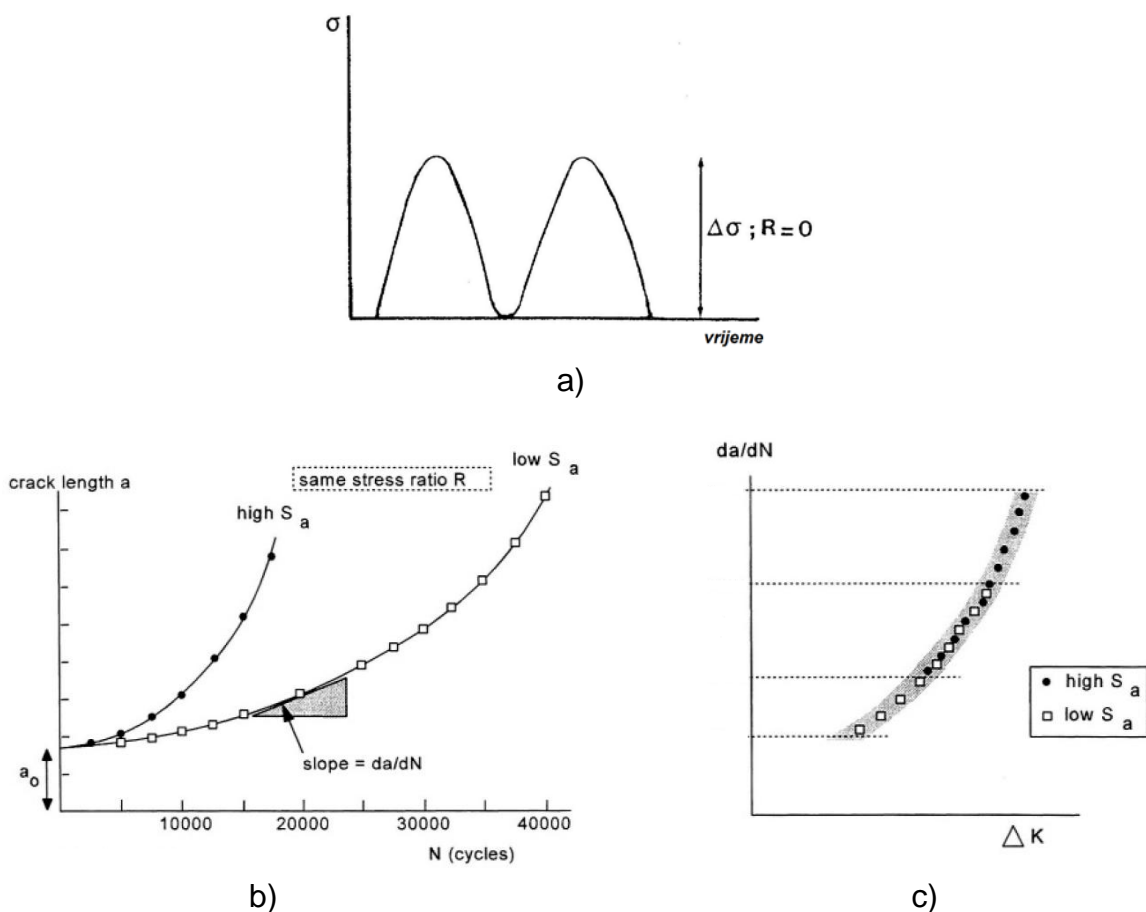 σ
Δσ ; R = 0
vrijeme
a)
crack length a
same stress ratio R
low S a
high S a
a o
slope = da/dN
10000 20000 30000 40000
N (cycles)
b)
da/dN
high S a
low S a
Δ K
c)